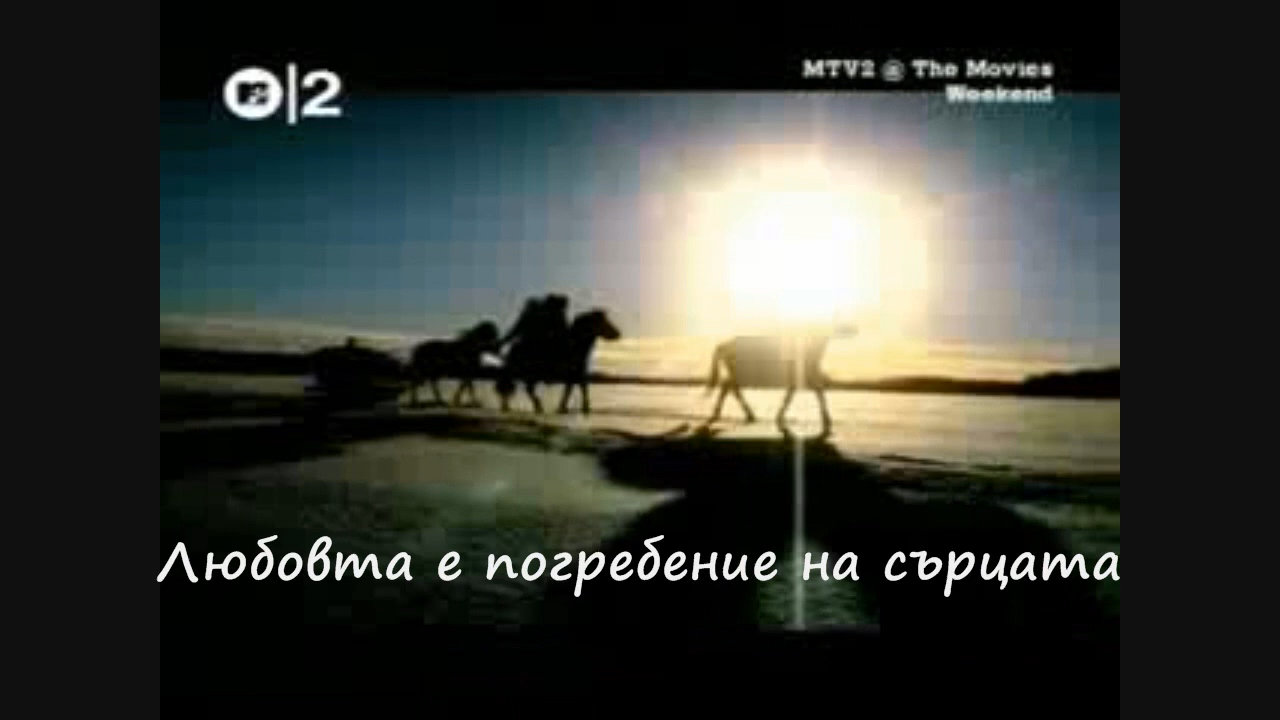 |2
MTV2 @ The Movies
Weekend
Любовта е погребение на сърцата